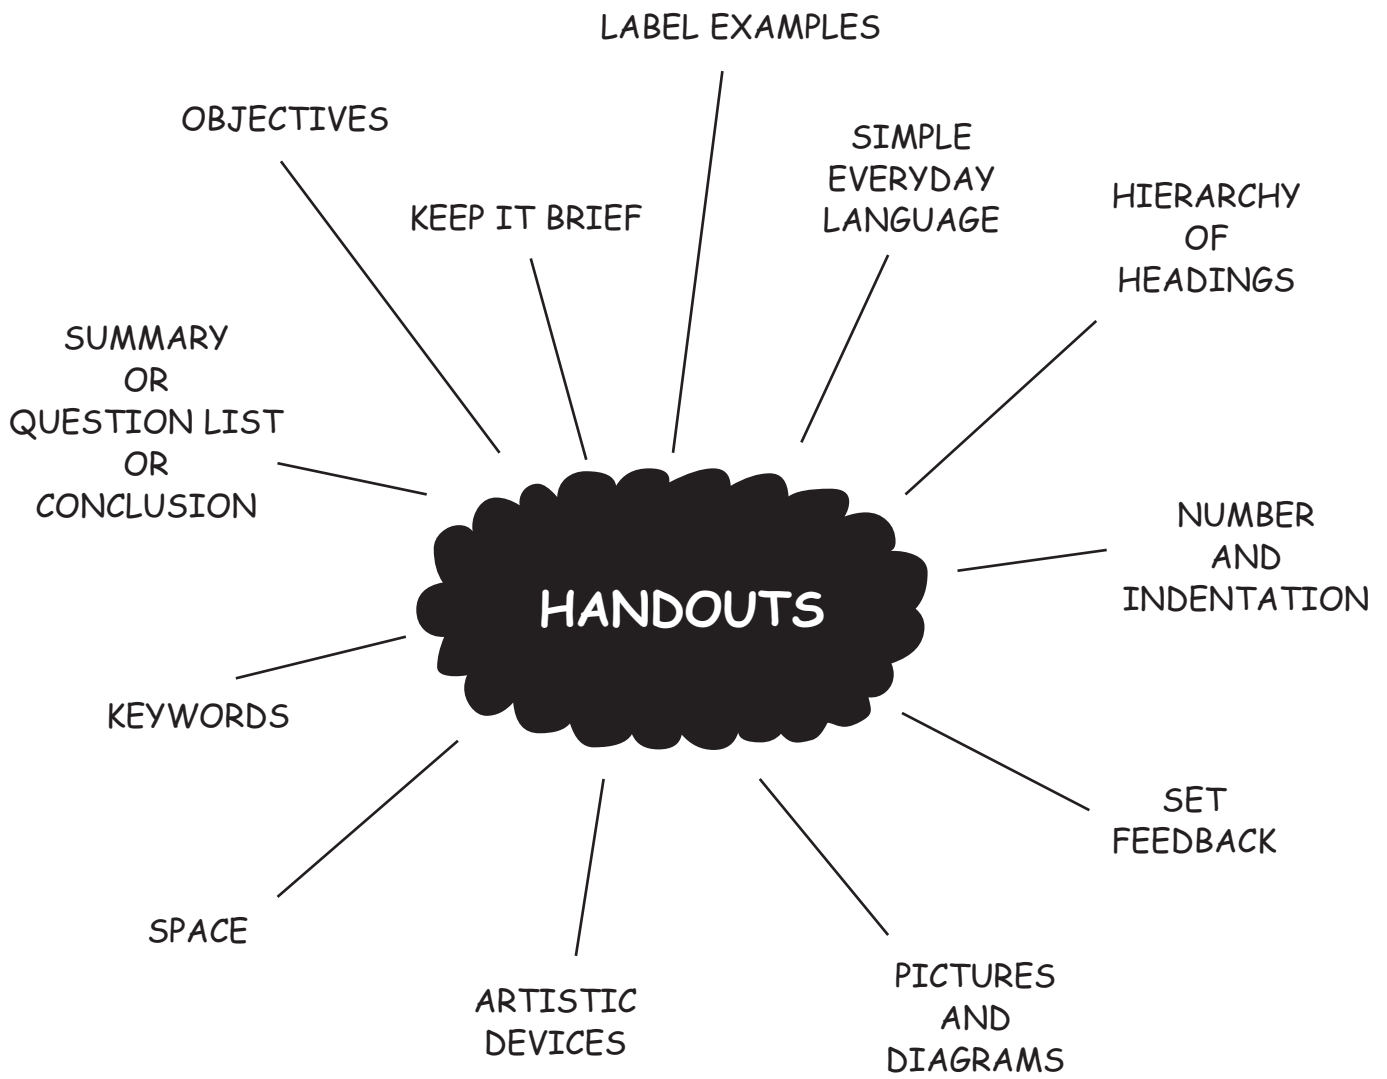 LABEL EXAMPLES
OBJECTIVES
SIMPLE
EVERYDAY
LANGUAGE
KEEP IT BRIEF
HIERARCHY
OF
HEADINGS
SUMMARY
OR
QUESTION LIST
OR
CONCLUSION
NUMBER
AND
INDENTATION
HANDOUTS
KEYWORDS
SET
FEEDBACK
SPACE
ARTISTIC
DEVICES
PICTURES
AND
DIAGRAMS